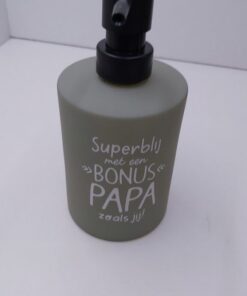 Superblij
met een
»BONUS«
PAPA
zoals jij!